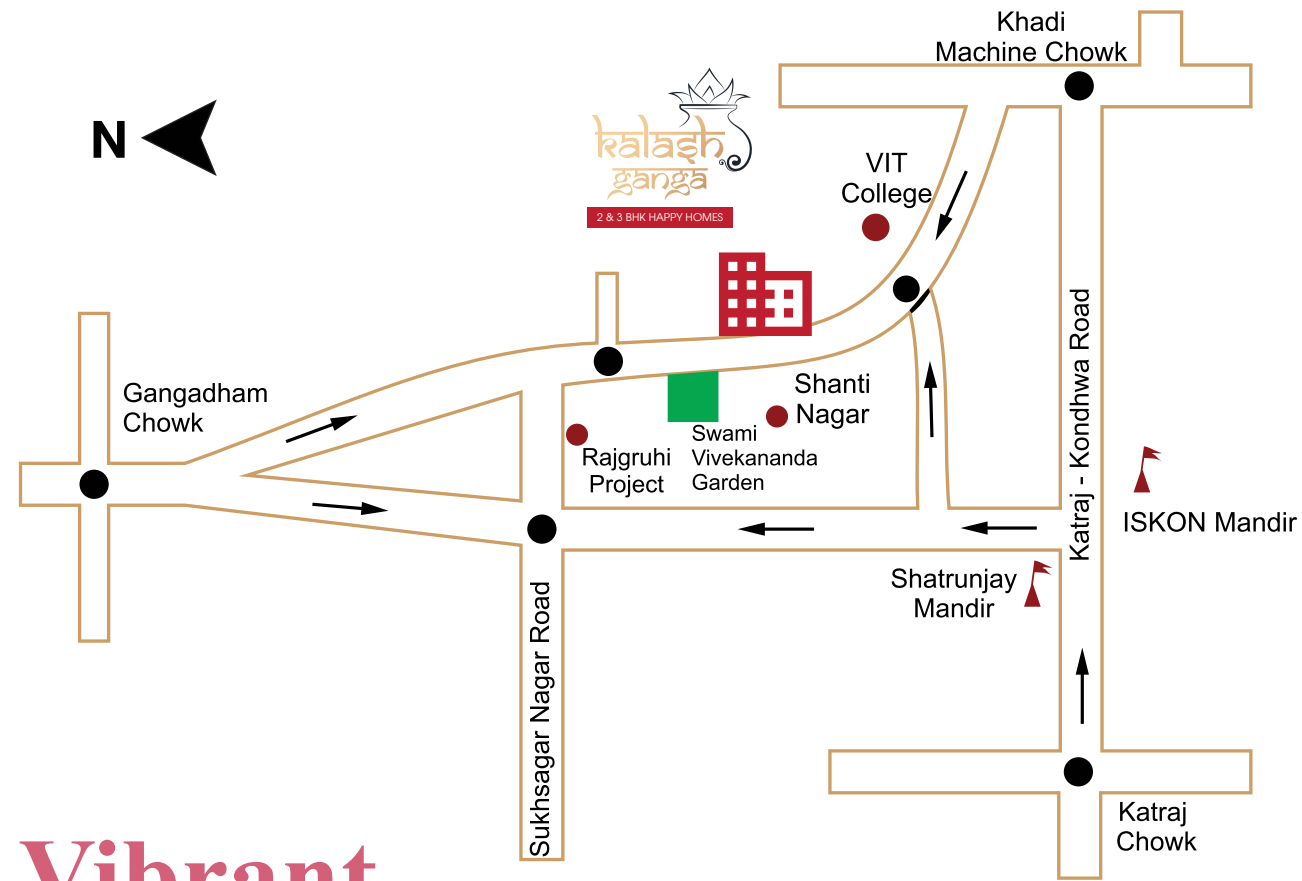 Khadi
Machine Chowk
N
kalash
ganga
2 & 3 BHK HAPPY HOMES
VIT
College
Gangadham
Chowk
Shanti
Nagar
Swami
Vivekananda
Garden
Rajgruhi
Project
Katraj - Kondhwa Road
ISKON Mandir
Shatrunjay
Mandir
Sukhsagar Nagar Road
Katraj
Chowk
Vibrant